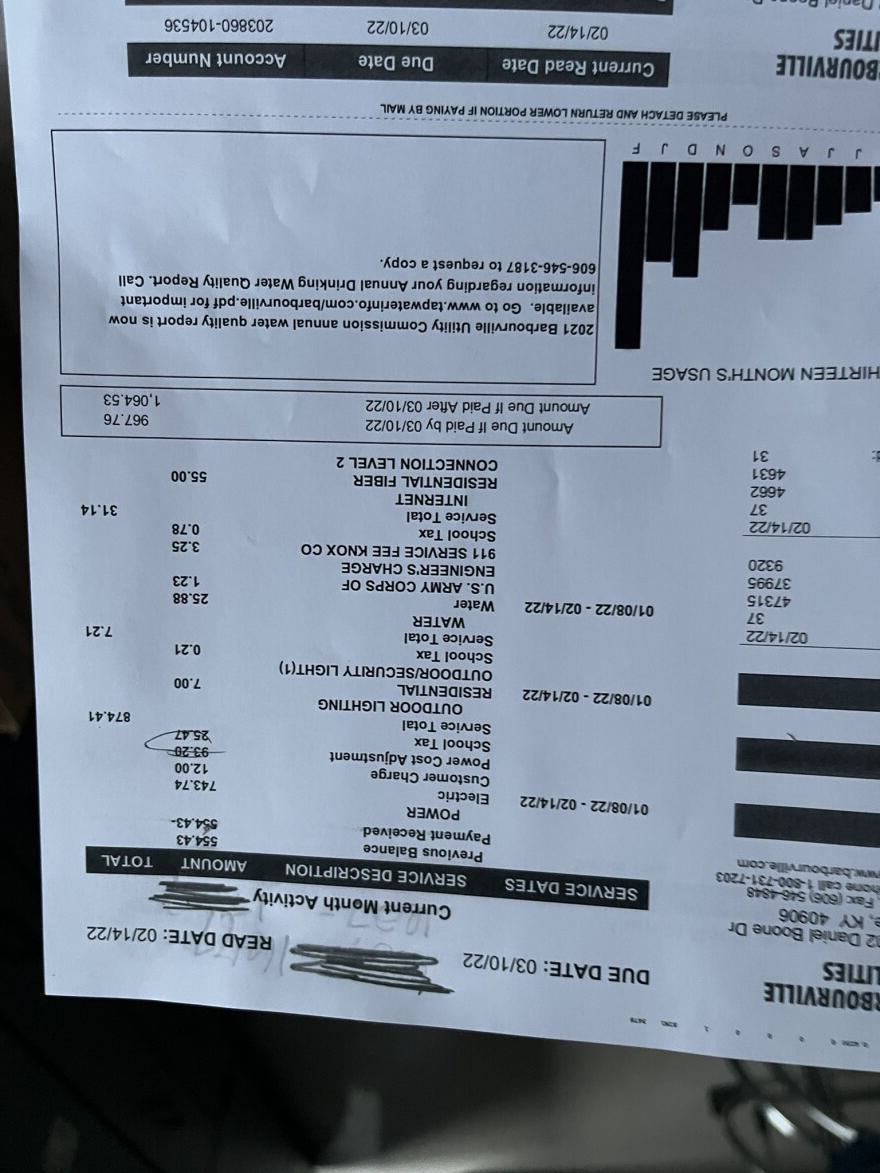 RBOURVILLE
LITIES
02 Daniel Boone Dr
e, KY 40906
Fax: (606) 546-4848
hone call 1-800-731-7203
www.barbourville.com
DUE DATE: 03/10/22
READ DATE: 02/14/22
Current Month Activity
SERVICE DATES SERVICE DESCRIPTION AMOUNT TOTAL
Previous Balance 554.43
Payment Received 554.43-
POWER
01/08/22 - 02/14/22 Electric 743.74
Customer Charge 12.00
Power Cost Adjustment 93.20
School Tax 25.47
Service Total 874.41
OUTDOOR LIGHTING
01/08/22 - 02/14/22 RESIDENTIAL 7.00
OUTDOOR/SECURITY LIGHT(1)
School Tax 0.21
Service Total 7.21
WATER
01/08/22 - 02/14/22 Water 25.88
U.S. ARMY CORPS OF 1.23
ENGINEER'S CHARGE
911 SERVICE FEE KNOX CO 3.25
School Tax 0.78
Service Total 31.14
INTERNET
RESIDENTIAL FIBER 55.00
CONNECTION LEVEL 2
02/14/22
37
47315
37995
9320
02/14/22
37
4662
4631
31
Amount Due If Paid by 03/10/22 967.76
Amount Due If Paid After 03/10/22 1,064.53
HIRTEEN MONTH'S USAGE
J J A S O N D J F
2021 Barbourville Utility Commission annual water quality report is now
available. Go to www.tapwaterinfo.com/barbourville.pdf for important
information regarding your Annual Drinking Water Quality Report. Call
606-546-3187 to request a copy.
PLEASE DETACH AND RETURN LOWER PORTION IF PAYING BY MAIL
RBOURVILLE
ITIES
Current Read Date Due Date Account Number
02/14/22 03/10/22 203860-104536